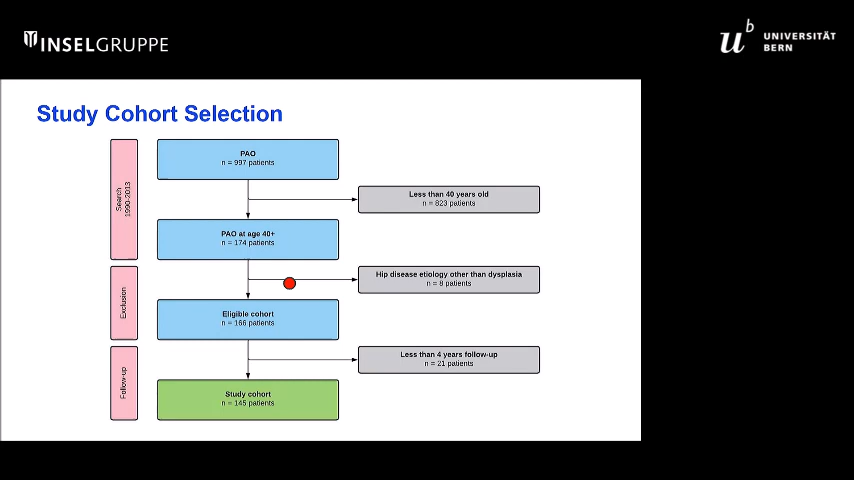 INSELGRUPPE
u b
UNIVERSITÄT
BERN
Study Cohort Selection
Search
1990-2013
PAO
n = 997 patients
Less than 40 years old
n = 823 patients
PAO at age 40+
n = 174 patients
Exclusion
Hip disease etiology other than dysplasia
n = 8 patients
Eligible cohort
n = 166 patients
Follow-up
Less than 4 years follow-up
n = 21 patients
Study cohort
n = 145 patients